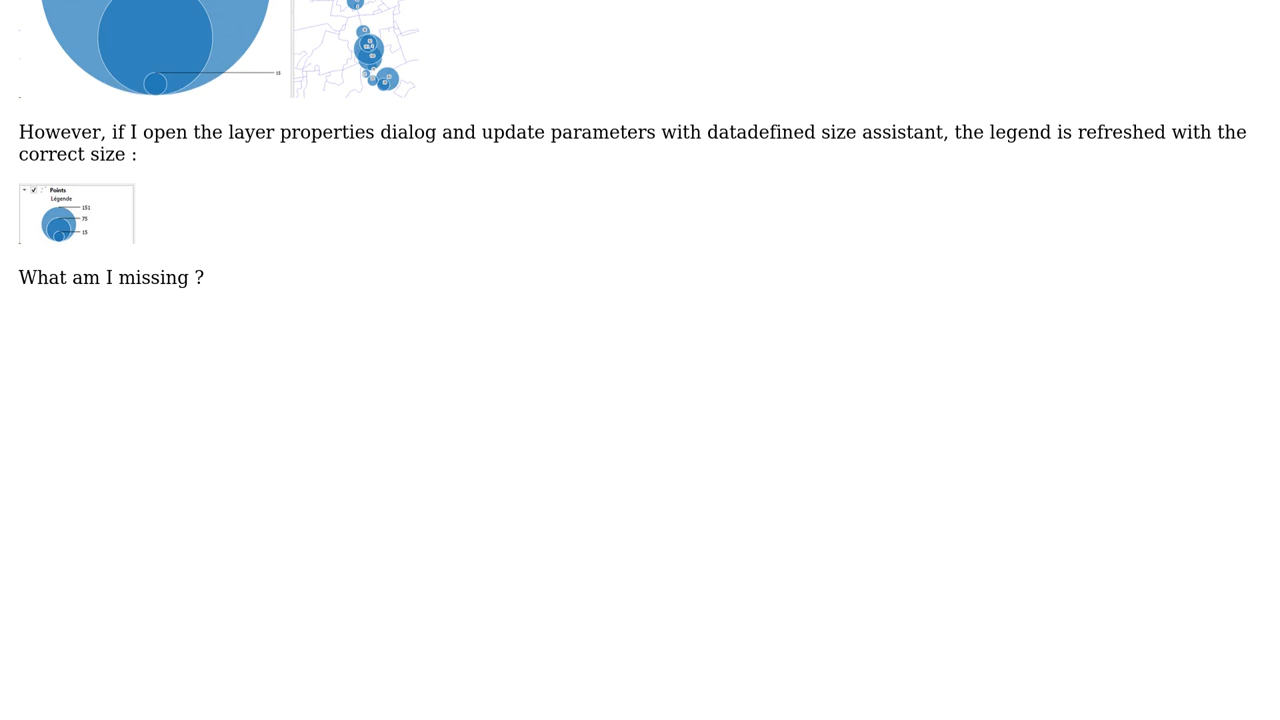 15
However, if I open the layer properties dialog and update parameters with datadefined size assistant, the legend is refreshed with the
correct size :
Points
Légende
151
75
15
What am I missing ?